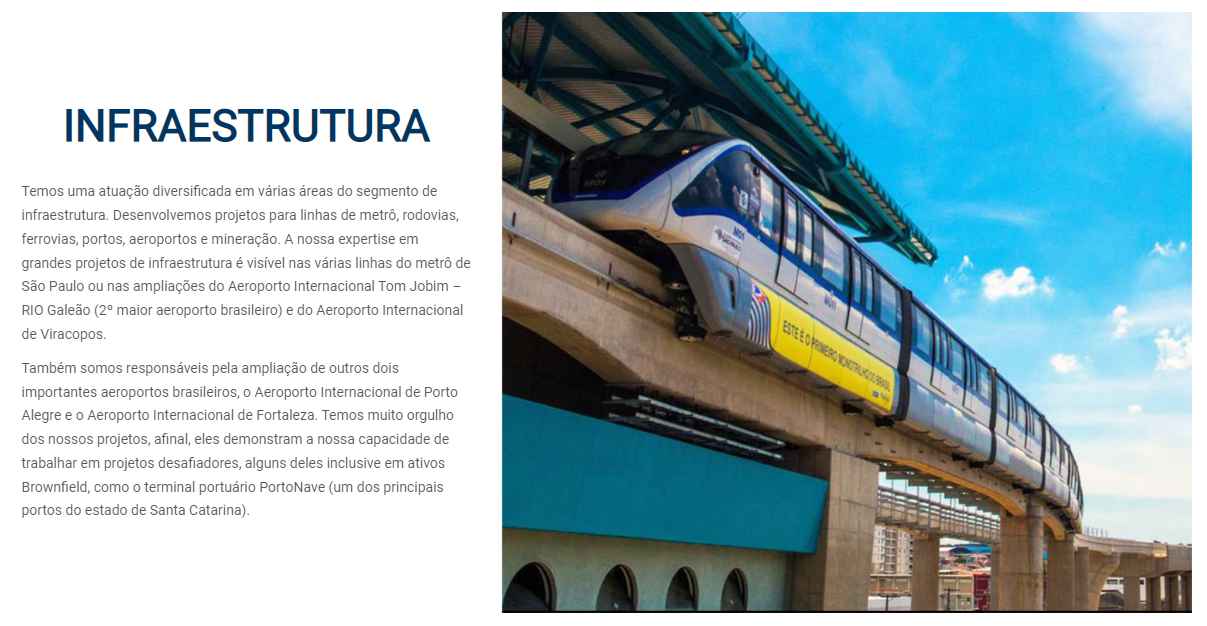 INFRAESTRUTURA
Temos uma atuação diversificada em várias áreas do segmento de
infraestrutura. Desenvolvemos projetos para linhas de metrô, rodovias,
ferrovias, portos, aeroportos e mineração. A nossa expertise em
grandes projetos de infraestrutura é visível nas várias linhas do metrô de
São Paulo ou nas ampliações do Aeroporto Internacional Tom Jobim –
RIO Galeão (2º maior aeroporto brasileiro) e do Aeroporto Internacional
de Viracopos.
Também somos responsáveis pela ampliação de outros dois
importantes aeroportos brasileiros, o Aeroporto Internacional de Porto
Alegre e o Aeroporto Internacional de Fortaleza. Temos muito orgulho
dos nossos projetos, afinal, eles demonstram a nossa capacidade de
trabalhar em projetos desafiadores, alguns deles inclusive em ativos
Brownfield, como o terminal portuário PortoNave (um dos principais
portos do estado de Santa Catarina).
M01
ESTE É O PRIMEIRO MONOTRILHO DO BRASIL